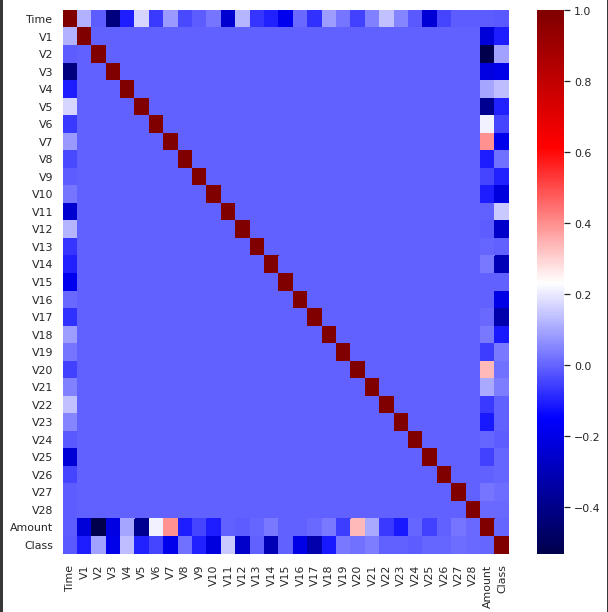 Time
V1
V2
V3
V4
V5
V6
V7
V8
V9
V10
V11
V12
V13
V14
V15
V16
V17
V18
V19
V20
V21
V22
V23
V24
V25
V26
V27
V28
Amount
Class
Time V1 V2 V3 V4 V5 V6 V7 V8 V9 V10 V11 V12 V13 V14 V15 V16 V17 V18 V19 V20 V21 V22 V23 V24 V25 V26 V27 V28 Amount Class
1.0
0.8
0.6
0.4
0.2
0.0
−0.2
−0.4